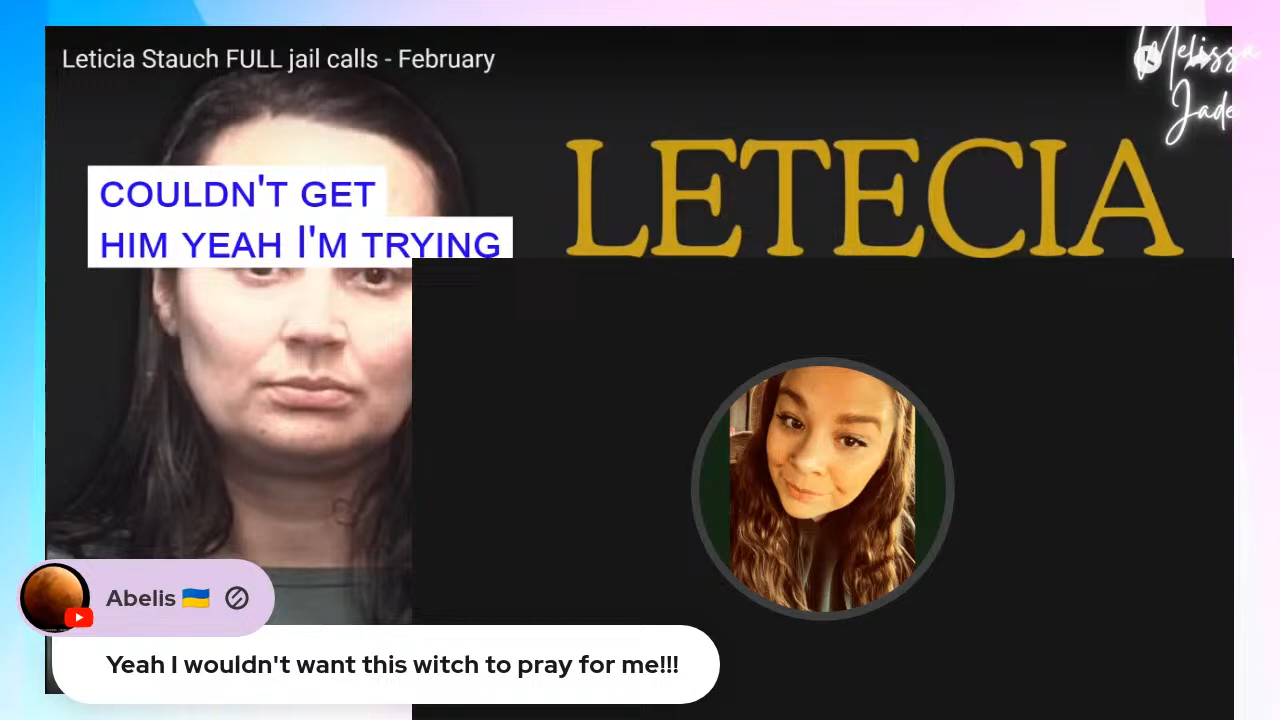 Leticia Stauch FULL jail calls - February
Melissa
Jade
LETECIA
COULDN'T GET
HIM YEAH I'M TRYING
Abelis 🇺🇦
Yeah I wouldn't want this witch to pray for me!!!